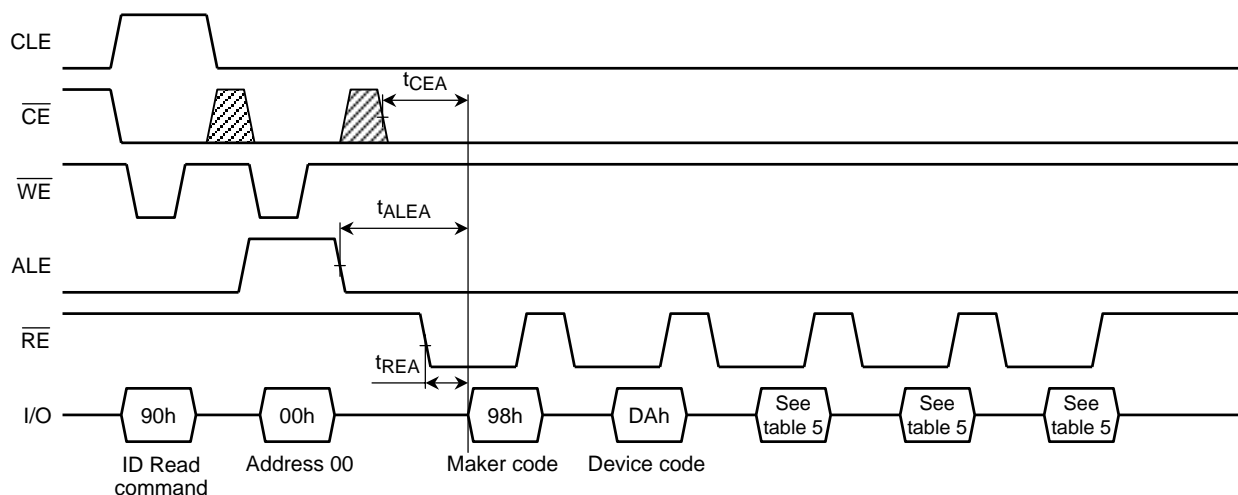 CLE
tCEA
CE
WE
tALEA
ALE
RE
tREA
I/O
90h
00h
98h
DAh
See
table 5
See
table 5
See
table 5
ID Read
command
Address 00
Maker code
Device code